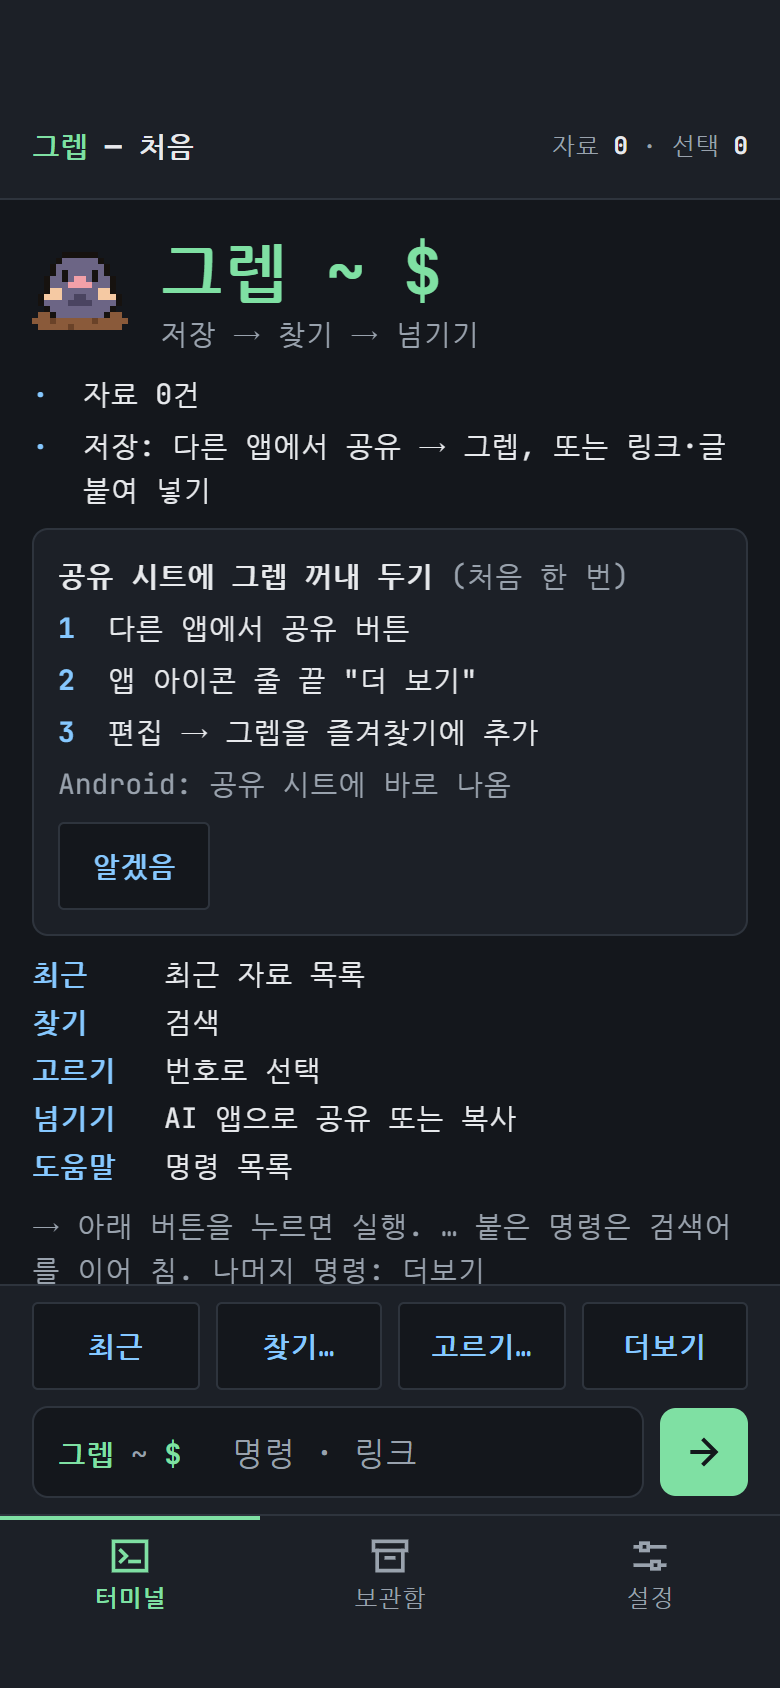 그렙 – 처음
자료 0 · 선택 0
그렙 ~ $
저장 → 찾기 → 넘기기
· 자료 0건
· 저장: 다른 앱에서 공유 → 그렙, 또는 링크·글
붙여 넣기
공유 시트에 그렙 꺼내 두기 (처음 한 번)
1 다른 앱에서 공유 버튼
2 앱 아이콘 줄 끝 "더 보기"
3 편집 → 그렙을 즐겨찾기에 추가
Android: 공유 시트에 바로 나옴
알겠음
최근 최근 자료 목록
찾기 검색
고르기 번호로 선택
넘기기 AI 앱으로 공유 또는 복사
도움말 명령 목록
→ 아래 버튼을 누르면 실행. … 붙은 명령은 검색어
를 이어 침. 나머지 명령: 더보기
최근 찾기… 고르기… 더보기
그렙 ~ $ 명령 · 링크
터미널 보관함 설정